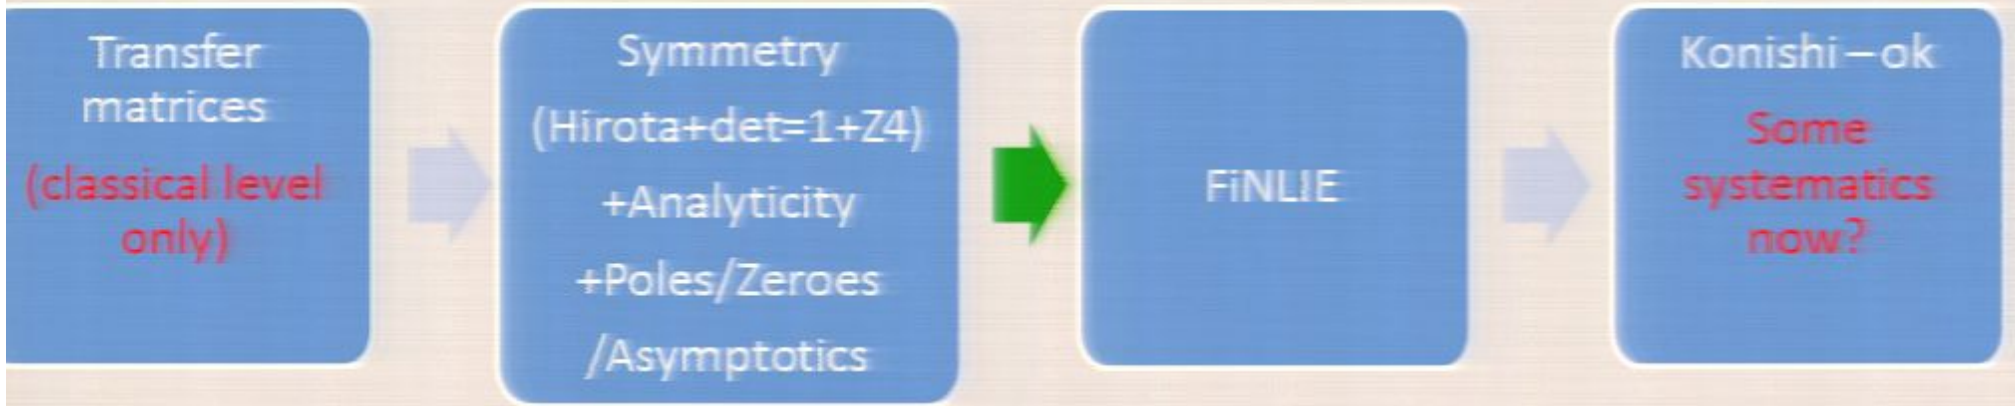 Transfer
matrices
(classical level
only)
Symmetry
(Hirota+det=1+Z4)
+Analyticity
+Poles/Zeroes
/Asymptotics
FiNLIE
Konishi – ok
Some
systematics
now?